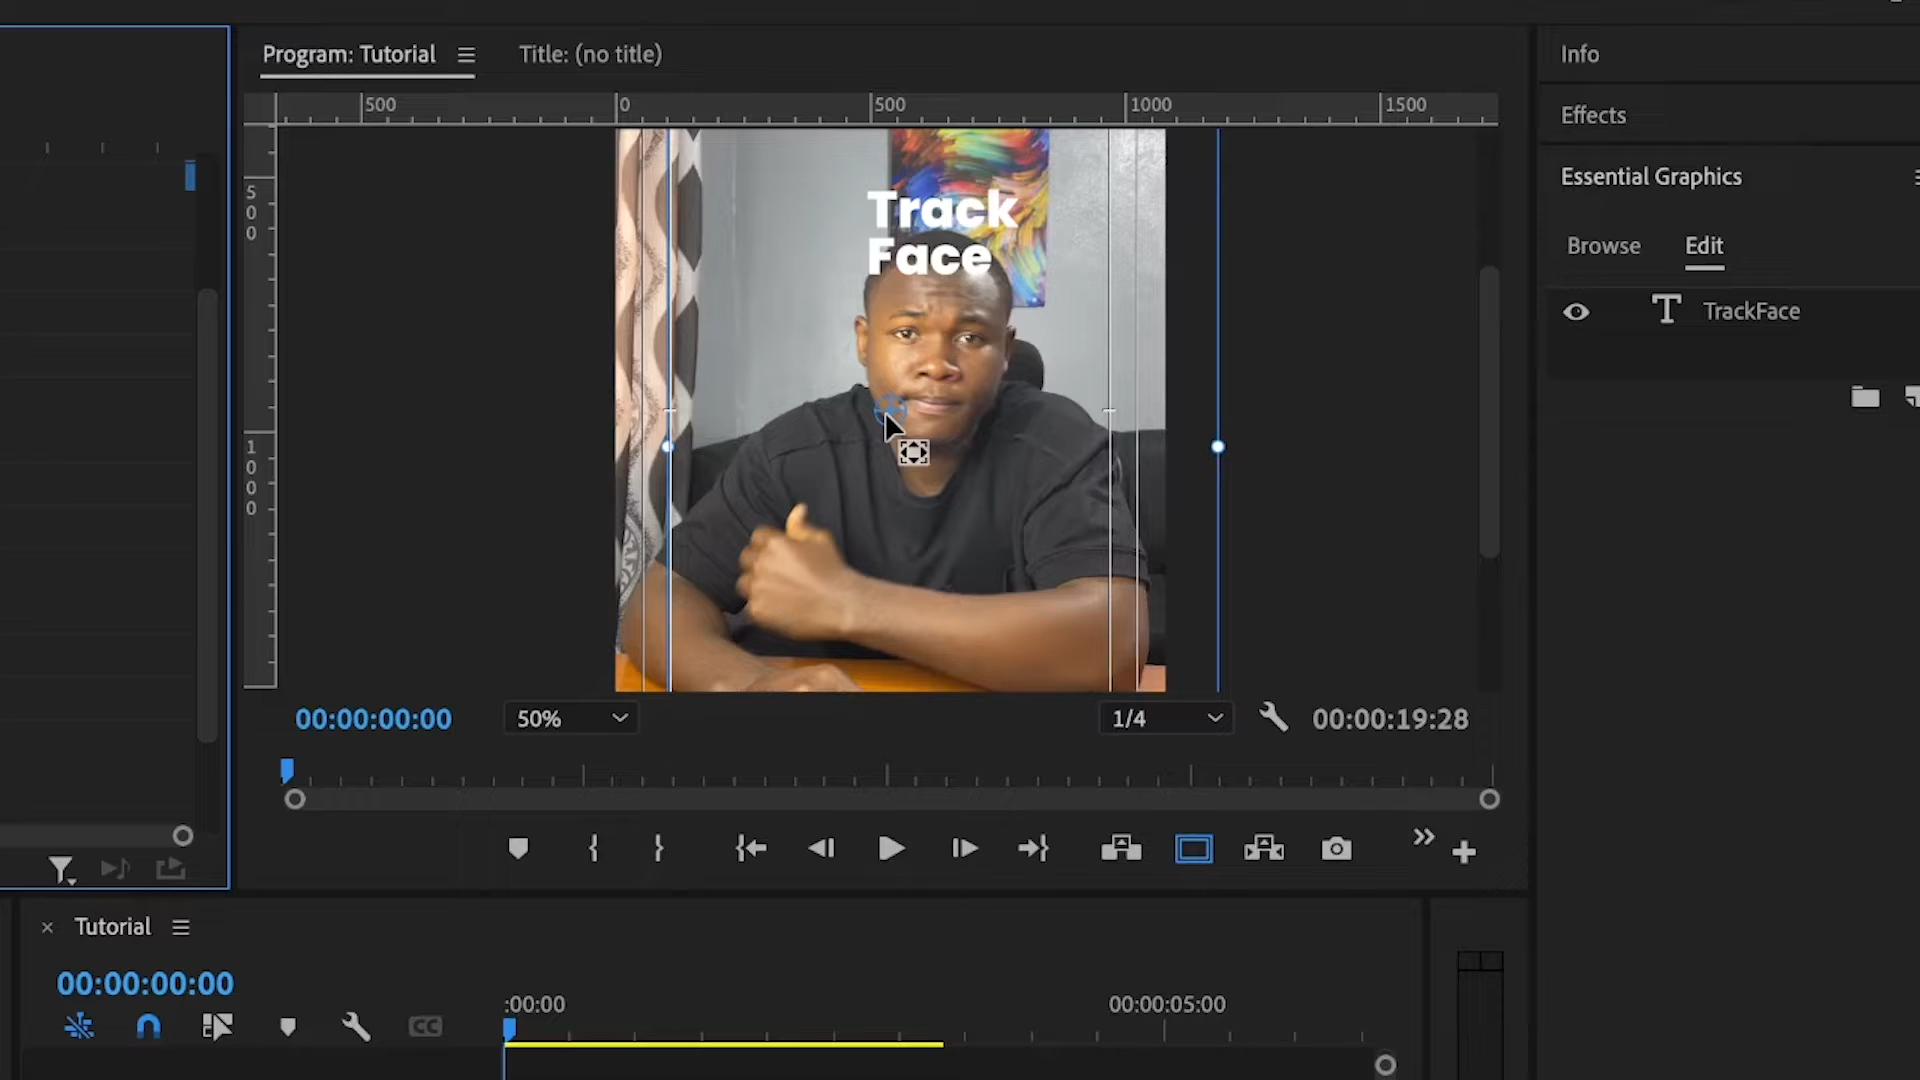 Program: Tutorial
Title: (no title)
Info
500
0
500
1000
1500
Effects
500
1000
Essential Graphics
Browse
Edit
TrackFace
Track
Face
00:00:00:00
50%
1/4
00:00:19:28
Tutorial
00:00:00:00
:00:00
00:00:05:00
CC